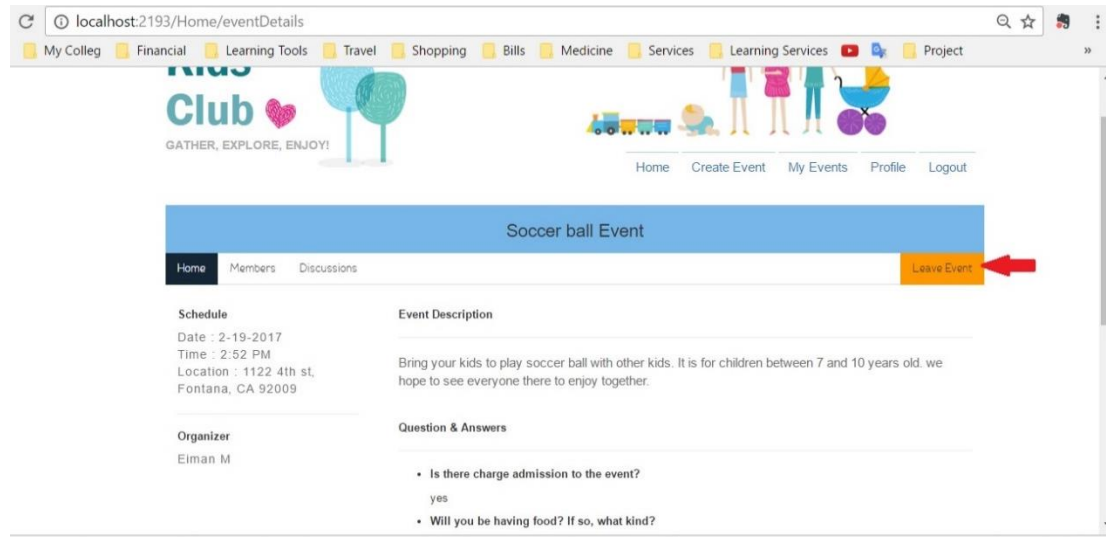 localhost:2193/Home/eventDetails
My Colleg Financial Learning Tools Travel Shopping Bills Medicine Services Learning Services Project »
Kids
Club
GATHER, EXPLORE, ENJOY!
Home Create Event My Events Profile Logout
Soccer ball Event
Home Members Discussions Leave Event
Schedule
Date : 2-19-2017
Time : 2:52 PM
Location : 1122 4th st,
Fontana, CA 92009
Organizer
Eiman M
Event Description
Bring your kids to play soccer ball with other kids. It is for children between 7 and 10 years old. we
hope to see everyone there to enjoy together.
Question & Answers
• Is there charge admission to the event?
yes
• Will you be having food? If so, what kind?